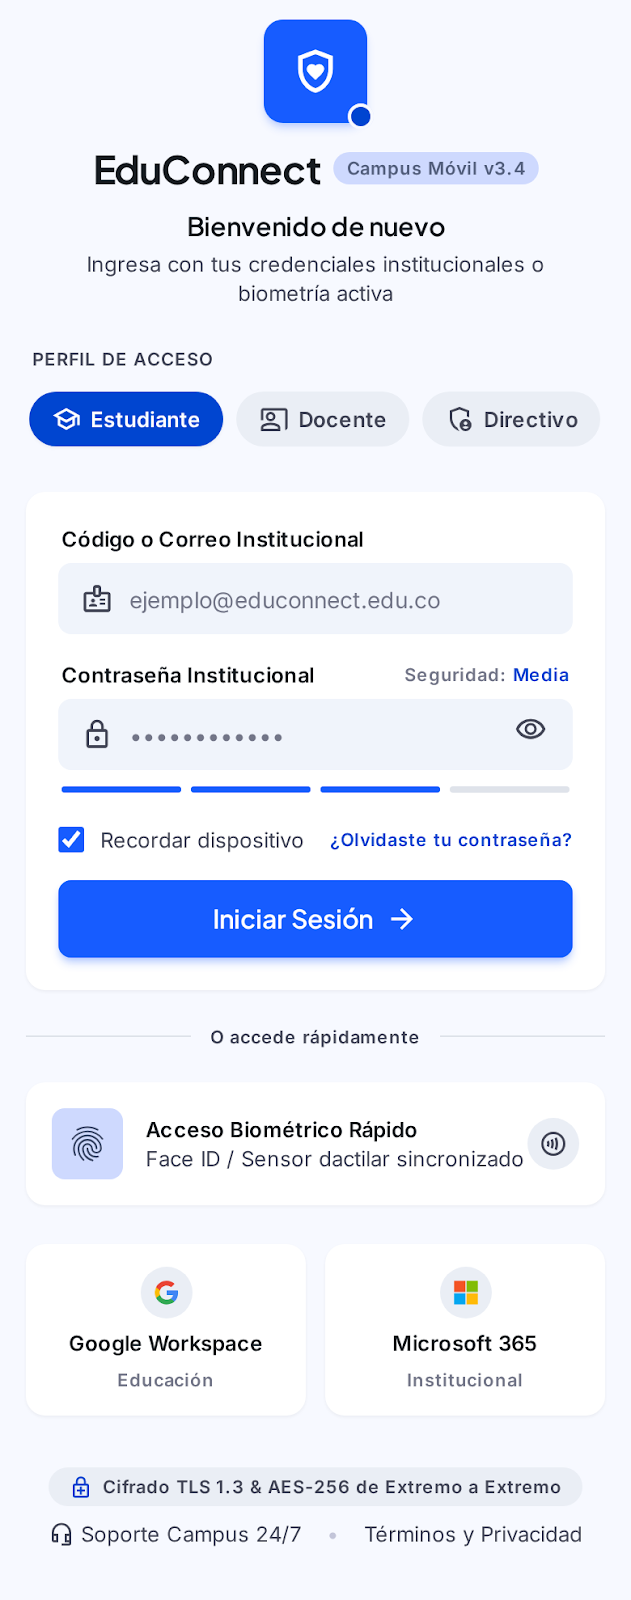 EduConnect Campus Móvil v3.4
Bienvenido de nuevo
Ingresa con tus credenciales institucionales o
biometría activa
PERFIL DE ACCESO
Estudiante Docente Directivo
Código o Correo Institucional
ejemplo@educonnect.edu.co
Contraseña Institucional Seguridad: Media
••••••••••••
Recordar dispositivo ¿Olvidaste tu contraseña?
Iniciar Sesión →
O accede rápidamente
Acceso Biométrico Rápido
Face ID / Sensor dactilar sincronizado
Google Workspace
Educación
Microsoft 365
Institucional
Cifrado TLS 1.3 & AES-256 de Extremo a Extremo
Soporte Campus 24/7 • Términos y Privacidad